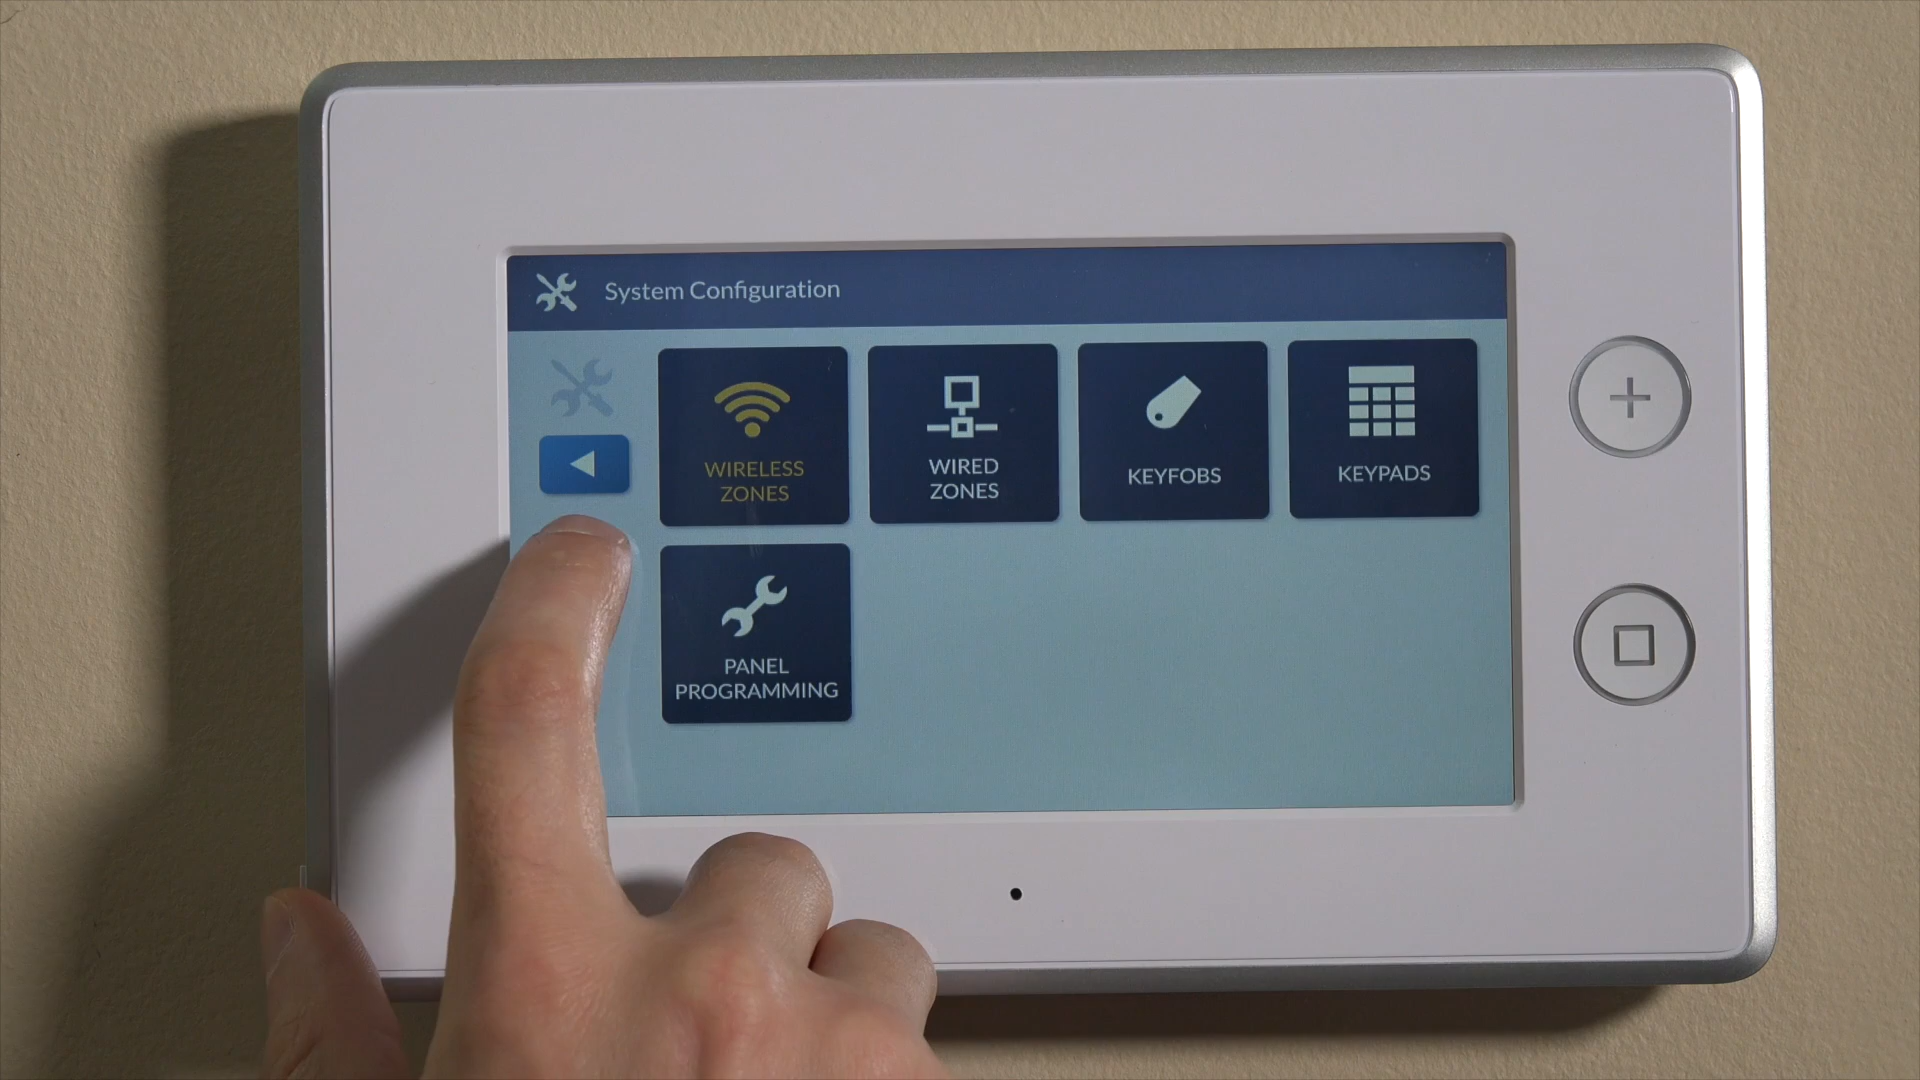 System Configuration
WIRELESS
ZONES
WIRED
ZONES
KEYFOBS
KEYPADS
PANEL
PROGRAMMING